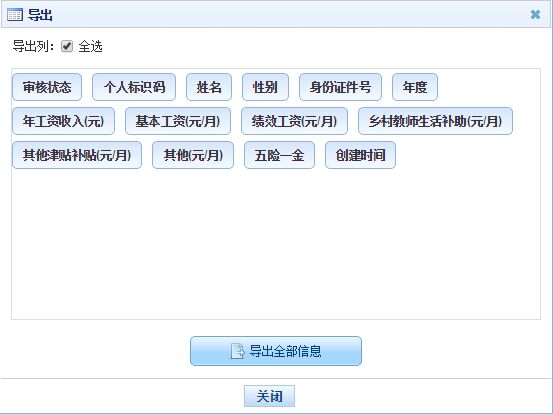 导出
导出列： 全选
审核状态 个人标识码 姓名 性别 身份证件号 年度
年工资收入(元) 基本工资(元/月) 绩效工资(元/月) 乡村教师生活补助(元/月)
其他津贴补贴(元/月) 其他(元/月) 五险一金 创建时间
导出全部信息
关闭